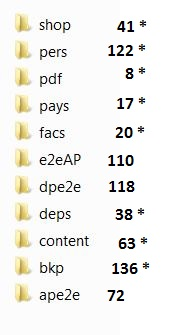 shop 41 *
pers 122 *
pdf 8 *
pays 17 *
facs 20 *
e2eAP 110
dpe2e 118
deps 38 *
content 63 *
bkp 136 *
ape2e 72